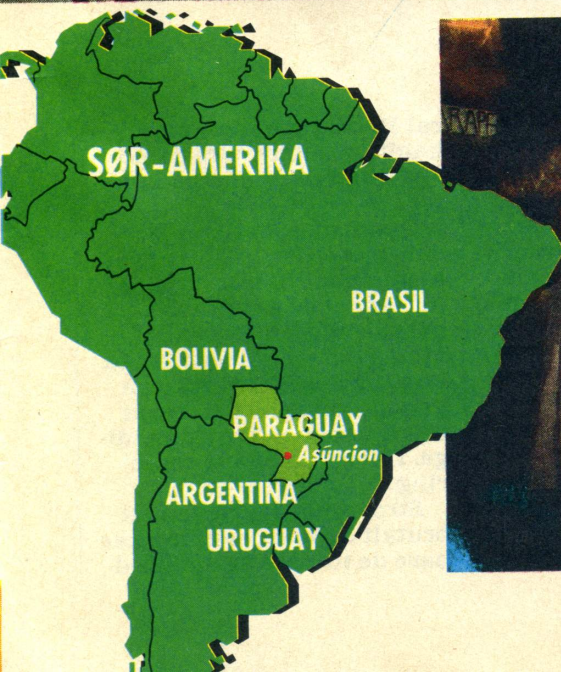 SØR-AMERIKA
BRASIL
BOLIVIA
PARAGUAY
Asúncion
ARGENTINA
URUGUAY